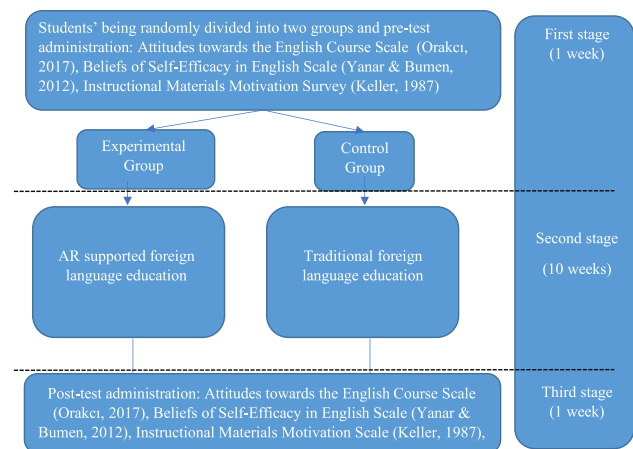 Students' being randomly divided into two groups and pre-test
administration: Attitudes towards the English Course Scale (Orakcı,
2017), Beliefs of Self-Efficacy in English Scale (Yanar & Bumen,
2012), Instructional Materials Motivation Survey (Keller, 1987)
First stage
(1 week)
Experimental
Group
Control
Group
AR supported foreign
language education
Traditional foreign
language education
Second stage
(10 weeks)
Post-test administration: Attitudes towards the English Course Scale
(Orakcı, 2017), Beliefs of Self-Efficacy in English Scale (Yanar &
Bumen, 2012), Instructional Materials Motivation Scale (Keller, 1987),
Third stage
(1 week)